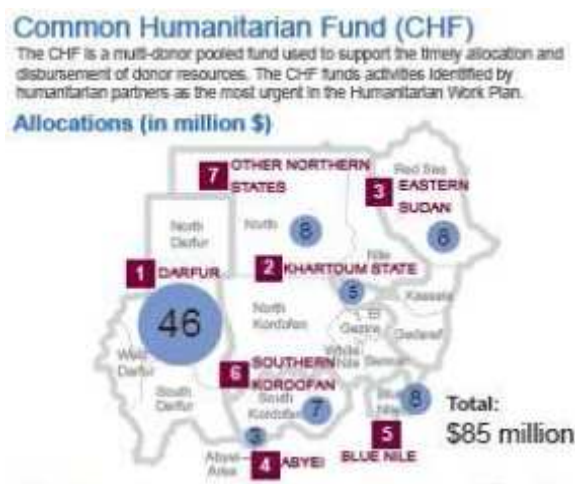 Common Humanitarian Fund (CHF)
The CHF is a multi-donor pooled fund used to support the timely allocation and
disbursement of donor resources. The CHF funds activities identified by
humanitarian partners as the most urgent in the Humanitarian Work Plan.
Allocations (in million $)
7 OTHER NORTHERN
STATES
Red Sea
3 EASTERN
SUDAN
North
Darfur
North
8
Nile
1 DARFUR
2 KHARTOUM STATE
46
5
Kassala
North
Kordofan
El
Gezira
Gedaref
White
Nile
West
Darfur
6 SOUTHERN
KORDOFAN
South
Darfur
South
Kordofan
7
8
Total:
$85 million
3
Abyei
Area
4 ABYEI
5
BLUE NILE